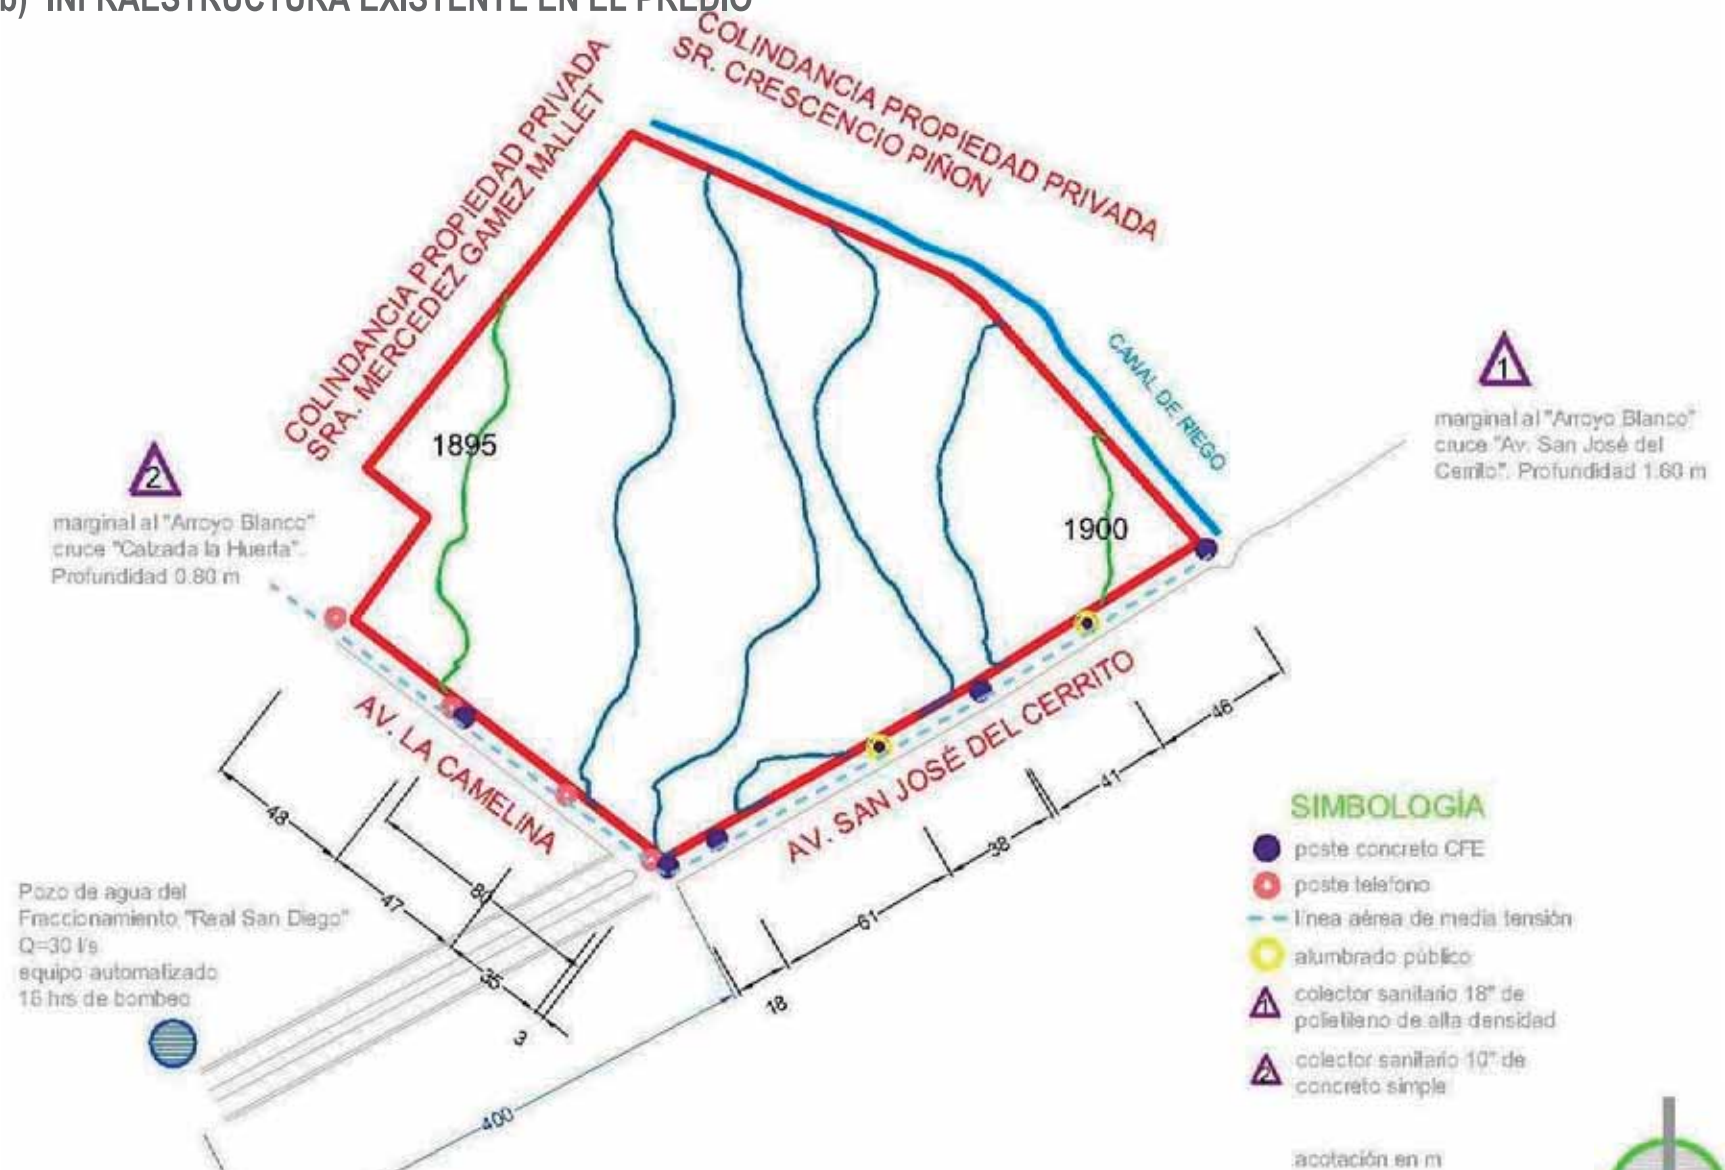 b) INFRAESTRUCTURA EXISTENTE EN EL PREDIO
COLINDANCIA PROPIEDAD PRIVADA
SR. CRESCENCIO PIÑON
COLINDANCIA PROPIEDAD PRIVADA
SRA. MERCEDEZ GAMEZ MALLET
CANAL DE RIEGO
1
marginal al "Arroyo Blanco"
cruce "Av. San José del
Cerrito". Profundidad 1.60 m
1895
2
marginal al "Arroyo Blanco"
cruce "Calzada la Huerta".
Profundidad 0.80 m
1900
AV. LA CAMELINA
AV. SAN JOSÉ DEL CERRITO
46
41
38
61
18
48
47
80
35
3
400
Pozo de agua del
Fraccionamiento "Real San Diego"
Q=30 l/s
equipo automatizado
16 hrs de bombeo
SIMBOLOGÍA
poste concreto CFE
poste telefono
línea aérea de media tensión
alumbrado público
1
colector sanitario 18" de
polietileno de alta densidad
2
colector sanitario 10" de
concreto simple
acotación en m